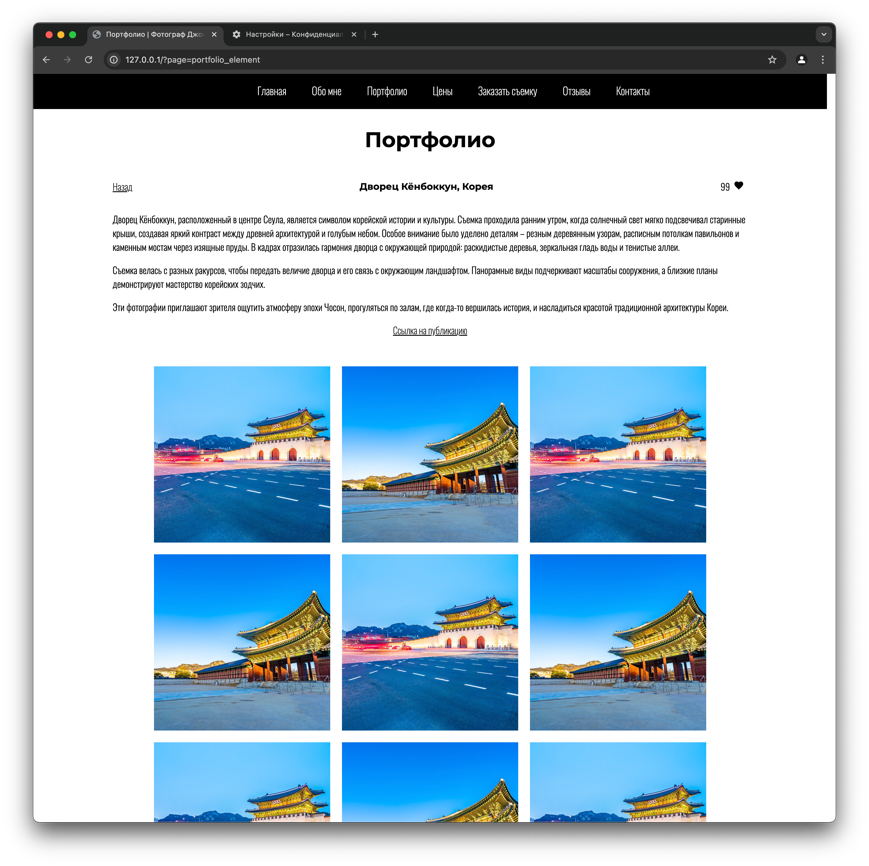 Портфолио | Фотограф Джо
Настройки – Конфиденциал
127.0.0.1/?page=portfolio_element
Главная Обо мне Портфолио Цены Заказать съемку Отзывы Контакты
Портфолио
Назад Дворец Кёнбоккун, Корея 99
Дворец Кёнбоккун, расположенный в центре Сеула, является символом корейской истории и культуры. Съемка проходила ранним утром, когда солнечный свет мягко подсвечивал старинные
крыши, создавая яркий контраст между древней архитектурой и голубым небом. Особое внимание было уделено деталям – резным деревянным узорам, расписным потолкам павильонов и
каменным мостам через изящные пруды. В кадрах отразилась гармония дворца с окружающей природой: раскидистые деревья, зеркальная гладь воды и тенистые аллеи.
Съемка велась с разных ракурсов, чтобы передать величие дворца и его связь с окружающим ландшафтом. Панорамные виды подчеркивают масштабы сооружения, а близкие планы
демонстрируют мастерство корейских зодчих.
Эти фотографии приглашают зрителя ощутить атмосферу эпохи Чосон, прогуляться по залам, где когда-то вершилась история, и насладиться красотой традиционной архитектуры Кореи.
Ссылка на публикацию